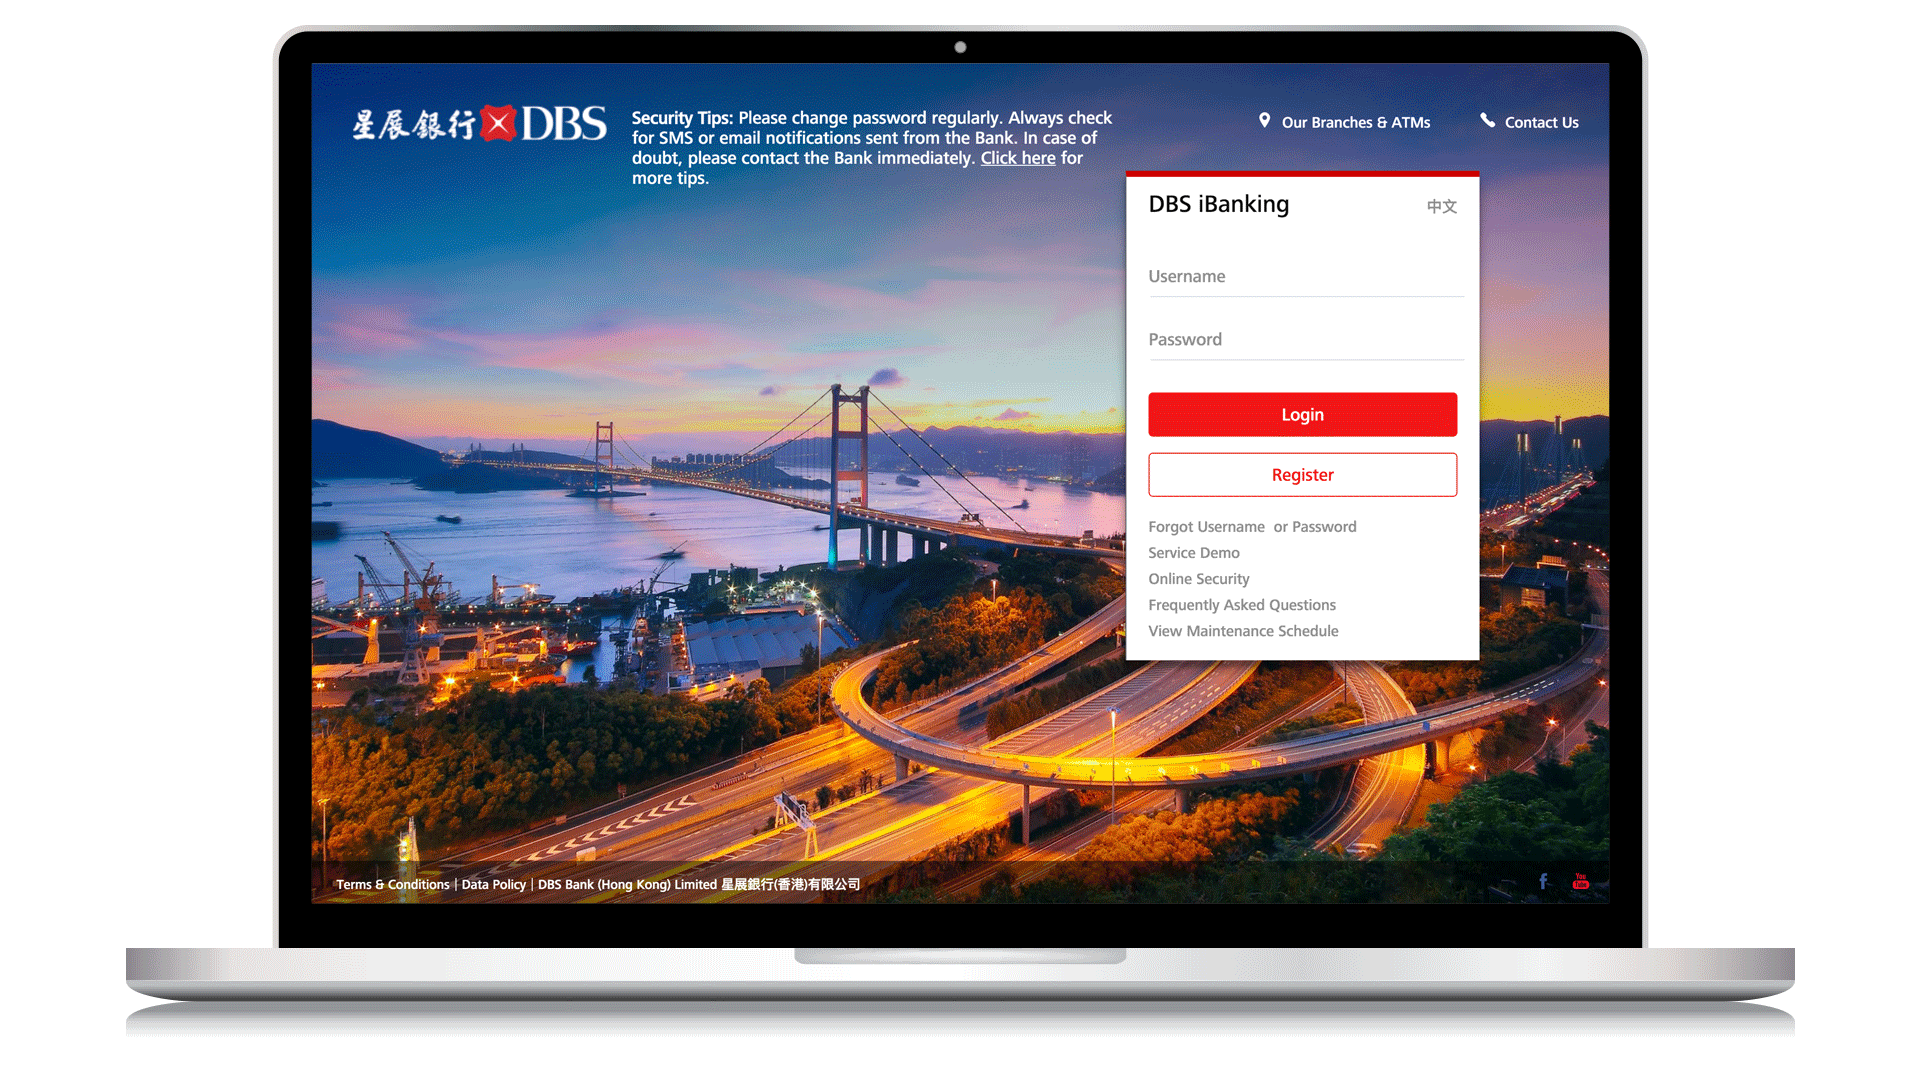 星展銀行 DBS
Security Tips: Please change password regularly. Always check
for SMS or email notifications sent from the Bank. In case of
doubt, please contact the Bank immediately. Click here for
more tips.
Our Branches & ATMs
Contact Us
DBS iBanking
中文
Username
Password
Login
Register
Forgot Username or Password
Service Demo
Online Security
Frequently Asked Questions
View Maintenance Schedule
Terms & Conditions | Data Policy | DBS Bank (Hong Kong) Limited 星展銀行(香港)有限公司
f
You Tube